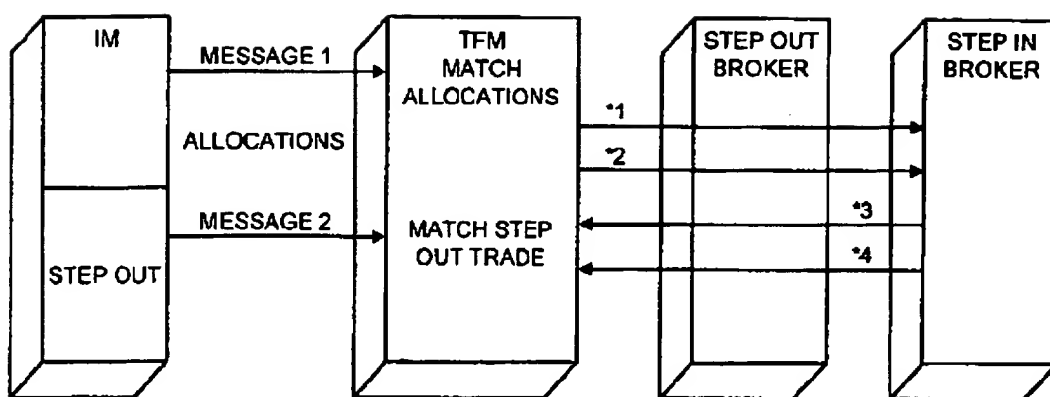 IM
STEP OUT
MESSAGE 1
ALLOCATIONS
MESSAGE 2
TFM
MATCH
ALLOCATIONS
MATCH STEP
OUT TRADE
STEP OUT
BROKER
STEP IN
BROKER
*1
*2
*3
*4